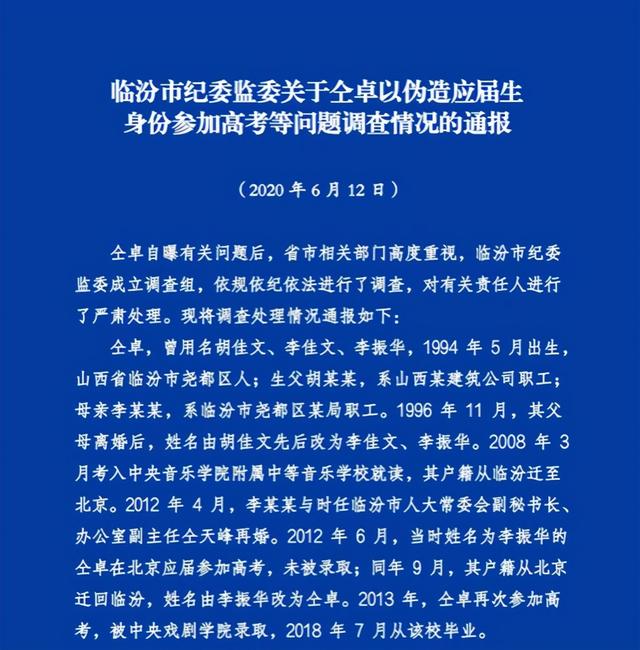 临汾市纪委监委关于仝卓以伪造应届生
身份参加高考等问题调查情况的通报
（2020 年 6 月 12 日）
仝卓自曝有关问题后，省市相关部门高度重视，临汾市纪委
监委成立调查组，依规依纪依法进行了调查，对有关责任人进行
了严肃处理。现将调查处理情况通报如下：
仝卓，曾用名胡佳文、李佳文、李振华，1994 年 5 月出生，
山西省临汾市尧都区人；生父胡某某，系山西某建筑公司职工；
母亲李某某，系临汾市尧都区某局职工。1996 年 11 月，其父
母离婚后，姓名由胡佳文先后改为李佳文、李振华。2008 年 3
月考入中央音乐学院附属中等音乐学校就读，其户籍从临汾迁至
北京。2012 年 4 月，李某某与时任临汾市人大常委会副秘书长、
办公室副主任仝天峰再婚。2012 年 6 月，当时姓名为李振华的
仝卓在北京应届参加高考，未被录取；同年 9 月，其户籍从北京
迁回临汾，姓名由李振华改为仝卓。2013 年，仝卓再次参加高
考，被中央戏剧学院录取，2018 年 7 月从该校毕业。